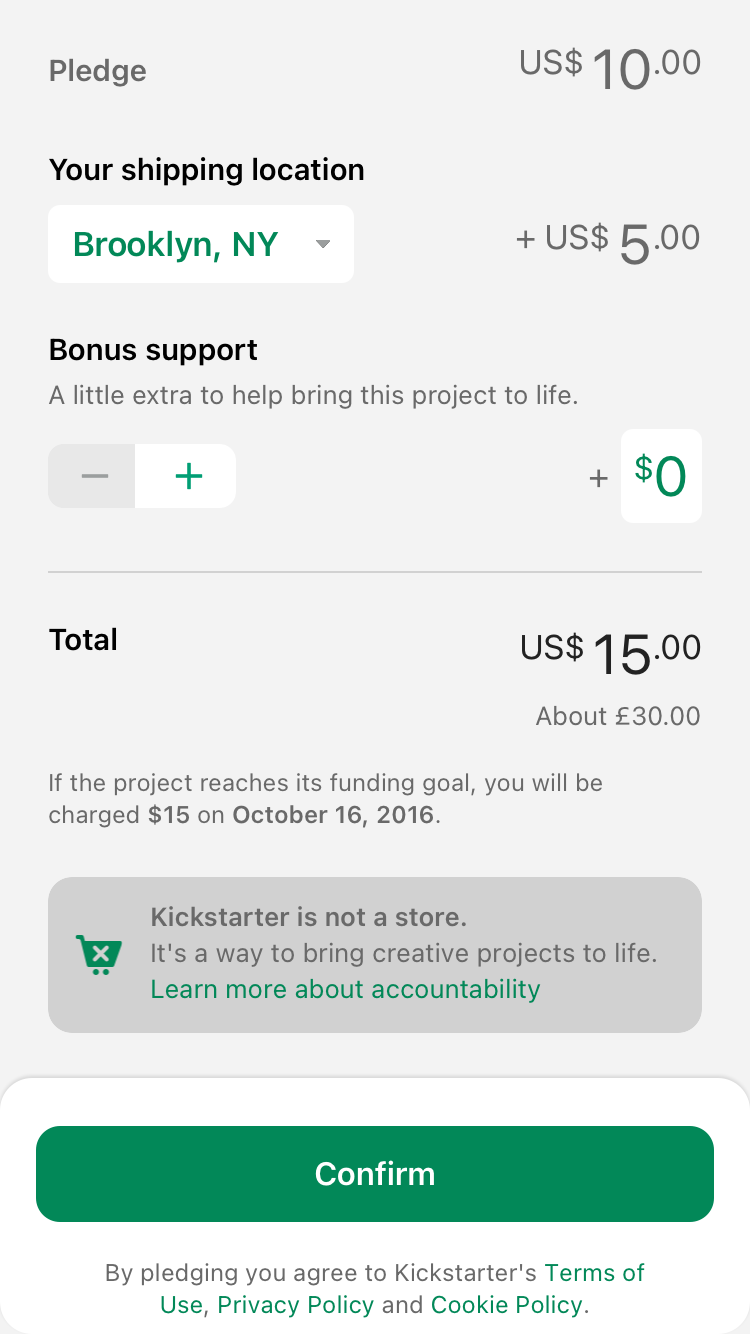 Pledge US$ 10.00
Your shipping location
Brooklyn, NY + US$ 5.00
Bonus support
A little extra to help bring this project to life.
− + + $0
Total US$ 15.00
About £30.00
If the project reaches its funding goal, you will be
charged $15 on October 16, 2016.
Kickstarter is not a store.
It's a way to bring creative projects to life.
Learn more about accountability
Confirm
By pledging you agree to Kickstarter's Terms of
Use, Privacy Policy and Cookie Policy.